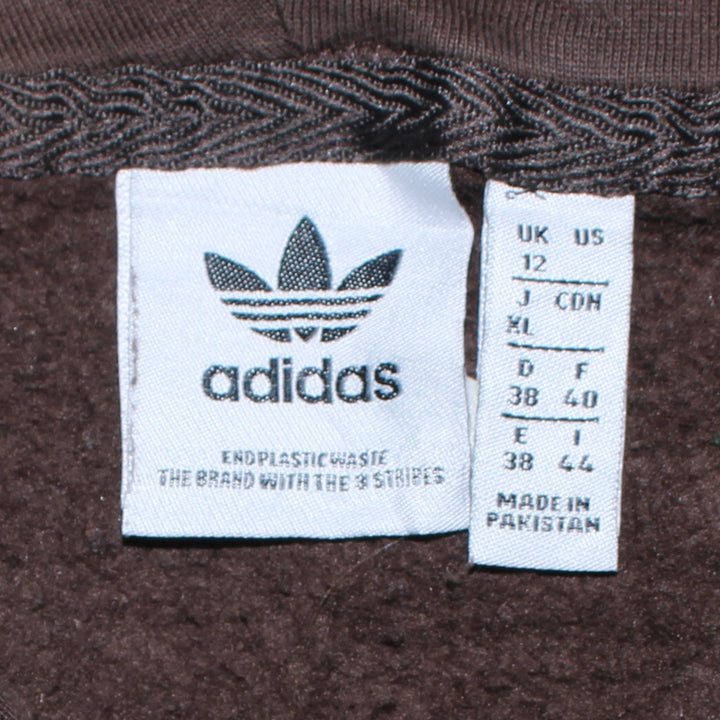 adidas
END PLASTIC WASTE
THE BRAND WITH THE 3 STRIPES
UK US
12
J CDN
XL
D F
38 40
E I
38 44
MADE IN
PAKISTAN